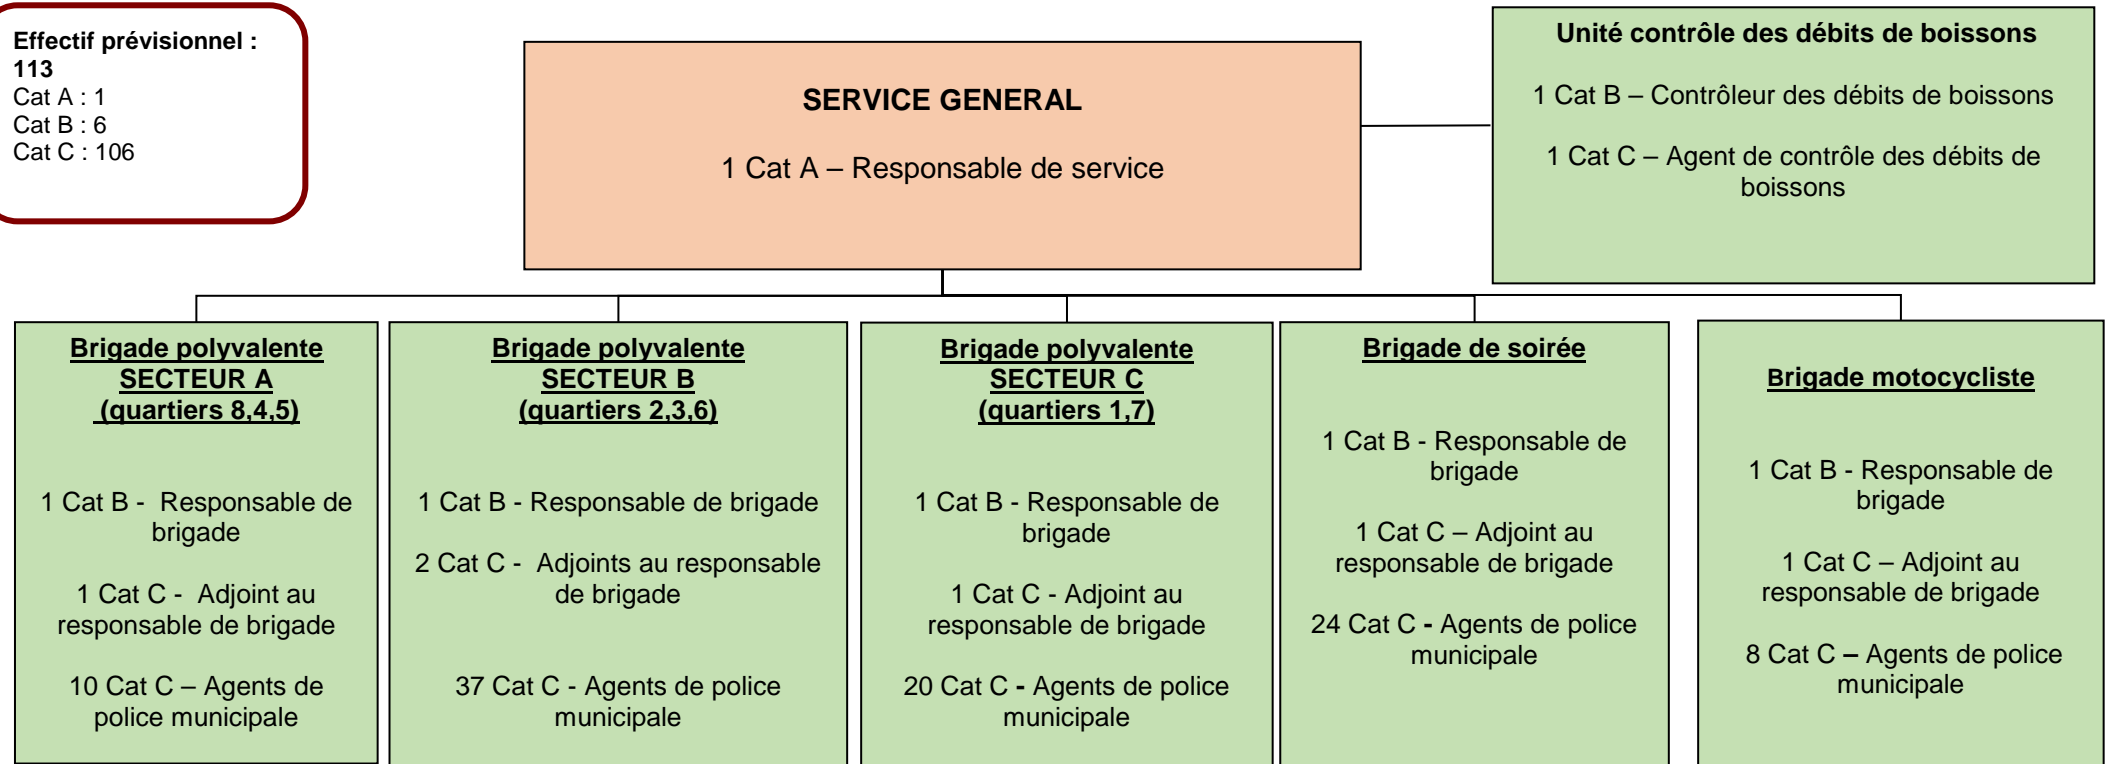 Effectif prévisionnel :
113
Cat A : 1
Cat B : 6
Cat C : 106
SERVICE GENERAL
1 Cat A – Responsable de service
Unité contrôle des débits de boissons
1 Cat B – Contrôleur des débits de boissons
1 Cat C – Agent de contrôle des débits de
boissons
Brigade polyvalente
SECTEUR A
(quartiers 8,4,5)
1 Cat B - Responsable de
brigade
1 Cat C - Adjoint au
responsable de brigade
10 Cat C – Agents de
police municipale
Brigade polyvalente
SECTEUR B
(quartiers 2,3,6)
1 Cat B - Responsable de brigade
2 Cat C - Adjoints au responsable
de brigade
37 Cat C - Agents de police
municipale
Brigade polyvalente
SECTEUR C
(quartiers 1,7)
1 Cat B - Responsable de
brigade
1 Cat C - Adjoint au
responsable de brigade
20 Cat C - Agents de police
municipale
Brigade de soirée
1 Cat B - Responsable de
brigade
1 Cat C – Adjoint au
responsable de brigade
24 Cat C - Agents de police
municipale
Brigade motocycliste
1 Cat B - Responsable de
brigade
1 Cat C – Adjoint au
responsable de brigade
8 Cat C – Agents de police
municipale